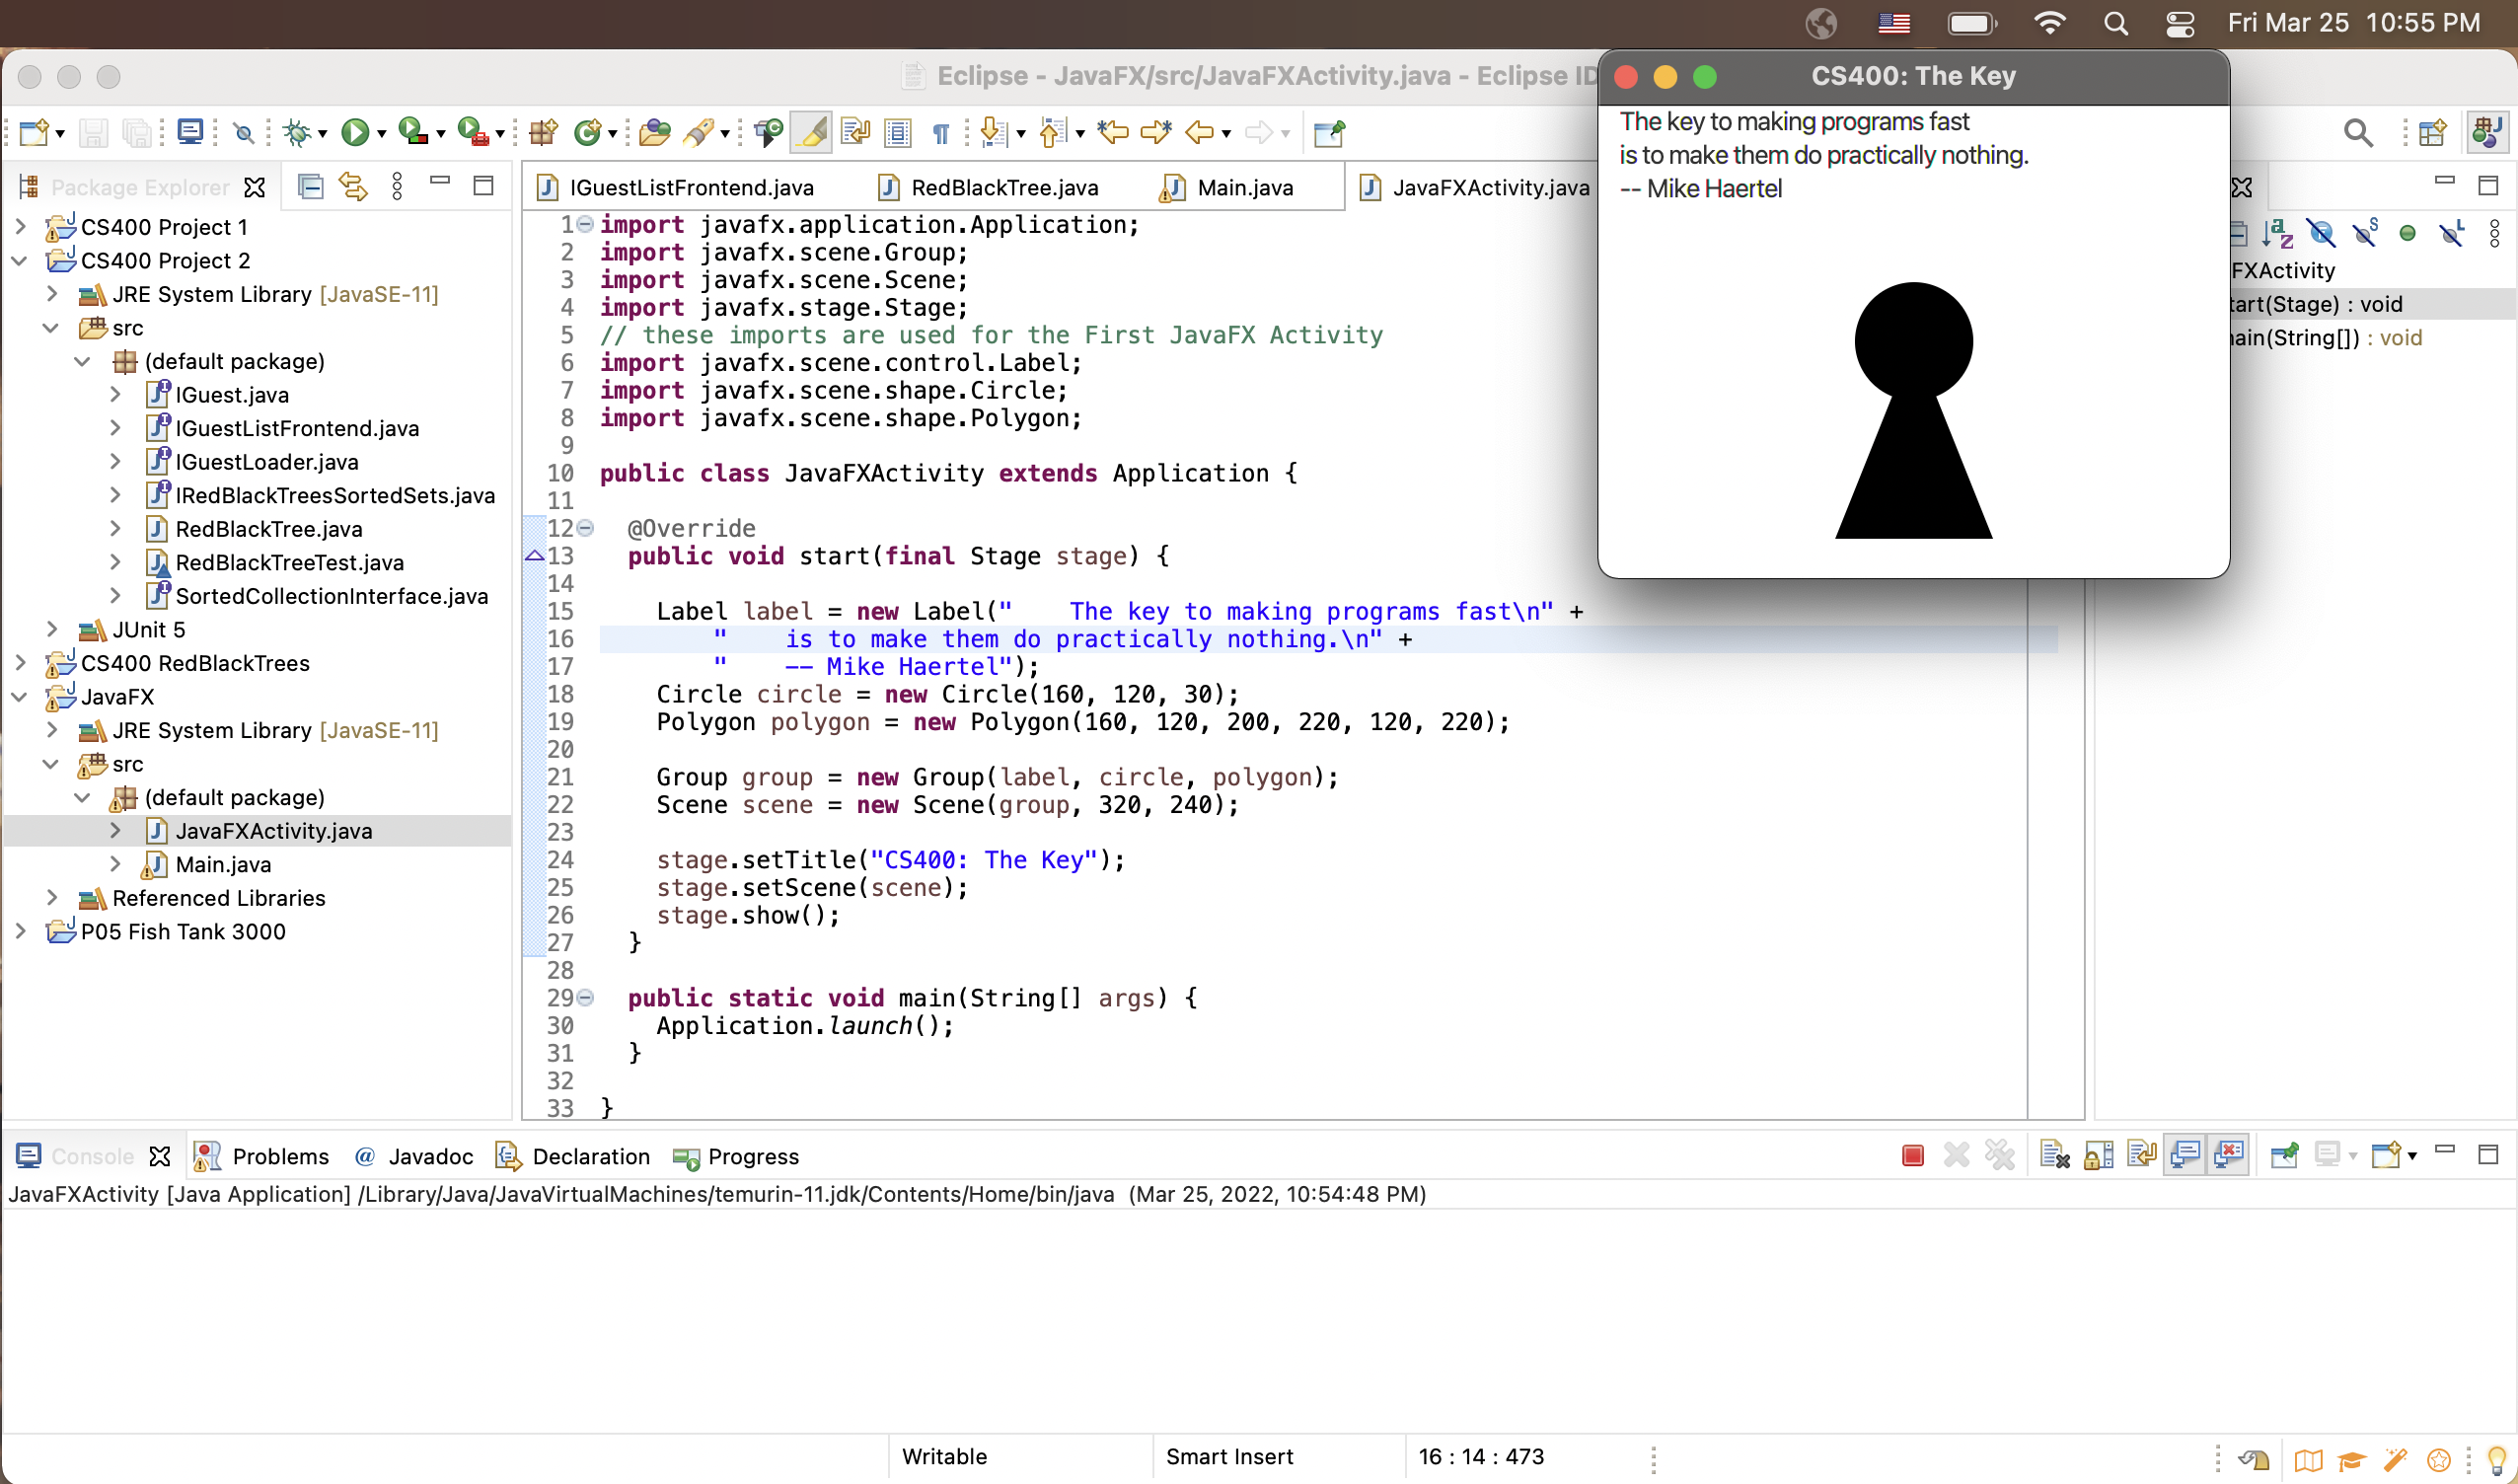 Fri Mar 25 10:55 PM
Eclipse - JavaFX/src/JavaFXActivity.java - Eclipse ID
CS400: The Key
The key to making programs fast
is to make them do practically nothing.
-- Mike Haertel
Package Explorer
CS400 Project 1
CS400 Project 2
JRE System Library [JavaSE-11]
src
(default package)
IGuest.java
IGuestListFrontend.java
IGuestLoader.java
IRedBlackTreesSortedSets.java
RedBlackTree.java
RedBlackTreeTest.java
SortedCollectionInterface.java
JUnit 5
CS400 RedBlackTrees
JavaFX
JRE System Library [JavaSE-11]
src
(default package)
JavaFXActivity.java
Main.java
Referenced Libraries
P05 Fish Tank 3000
IGuestListFrontend.java RedBlackTree.java Main.java JavaFXActivity.java
1 import javafx.application.Application;
2 import javafx.scene.Group;
3 import javafx.scene.Scene;
4 import javafx.stage.Stage;
5 // these imports are used for the First JavaFX Activity
6 import javafx.scene.control.Label;
7 import javafx.scene.shape.Circle;
8 import javafx.scene.shape.Polygon;
9
10 public class JavaFXActivity extends Application {
11
12 @Override
13 public void start(final Stage stage) {
14
15 Label label = new Label("    The key to making programs fast\n" +
16 "    is to make them do practically nothing.\n" +
17 "    -- Mike Haertel");
18 Circle circle = new Circle(160, 120, 30);
19 Polygon polygon = new Polygon(160, 120, 200, 220, 120, 220);
20
21 Group group = new Group(label, circle, polygon);
22 Scene scene = new Scene(group, 320, 240);
23
24 stage.setTitle("CS400: The Key");
25 stage.setScene(scene);
26 stage.show();
27 }
28
29 public static void main(String[] args) {
30 Application.launch();
31 }
32
33 }
FXActivity
tart(Stage) : void
ain(String[]) : void
Console Problems @ Javadoc Declaration Progress
JavaFXActivity [Java Application] /Library/Java/JavaVirtualMachines/temurin-11.jdk/Contents/Home/bin/java (Mar 25, 2022, 10:54:48 PM)
Writable Smart Insert 16 : 14 : 473